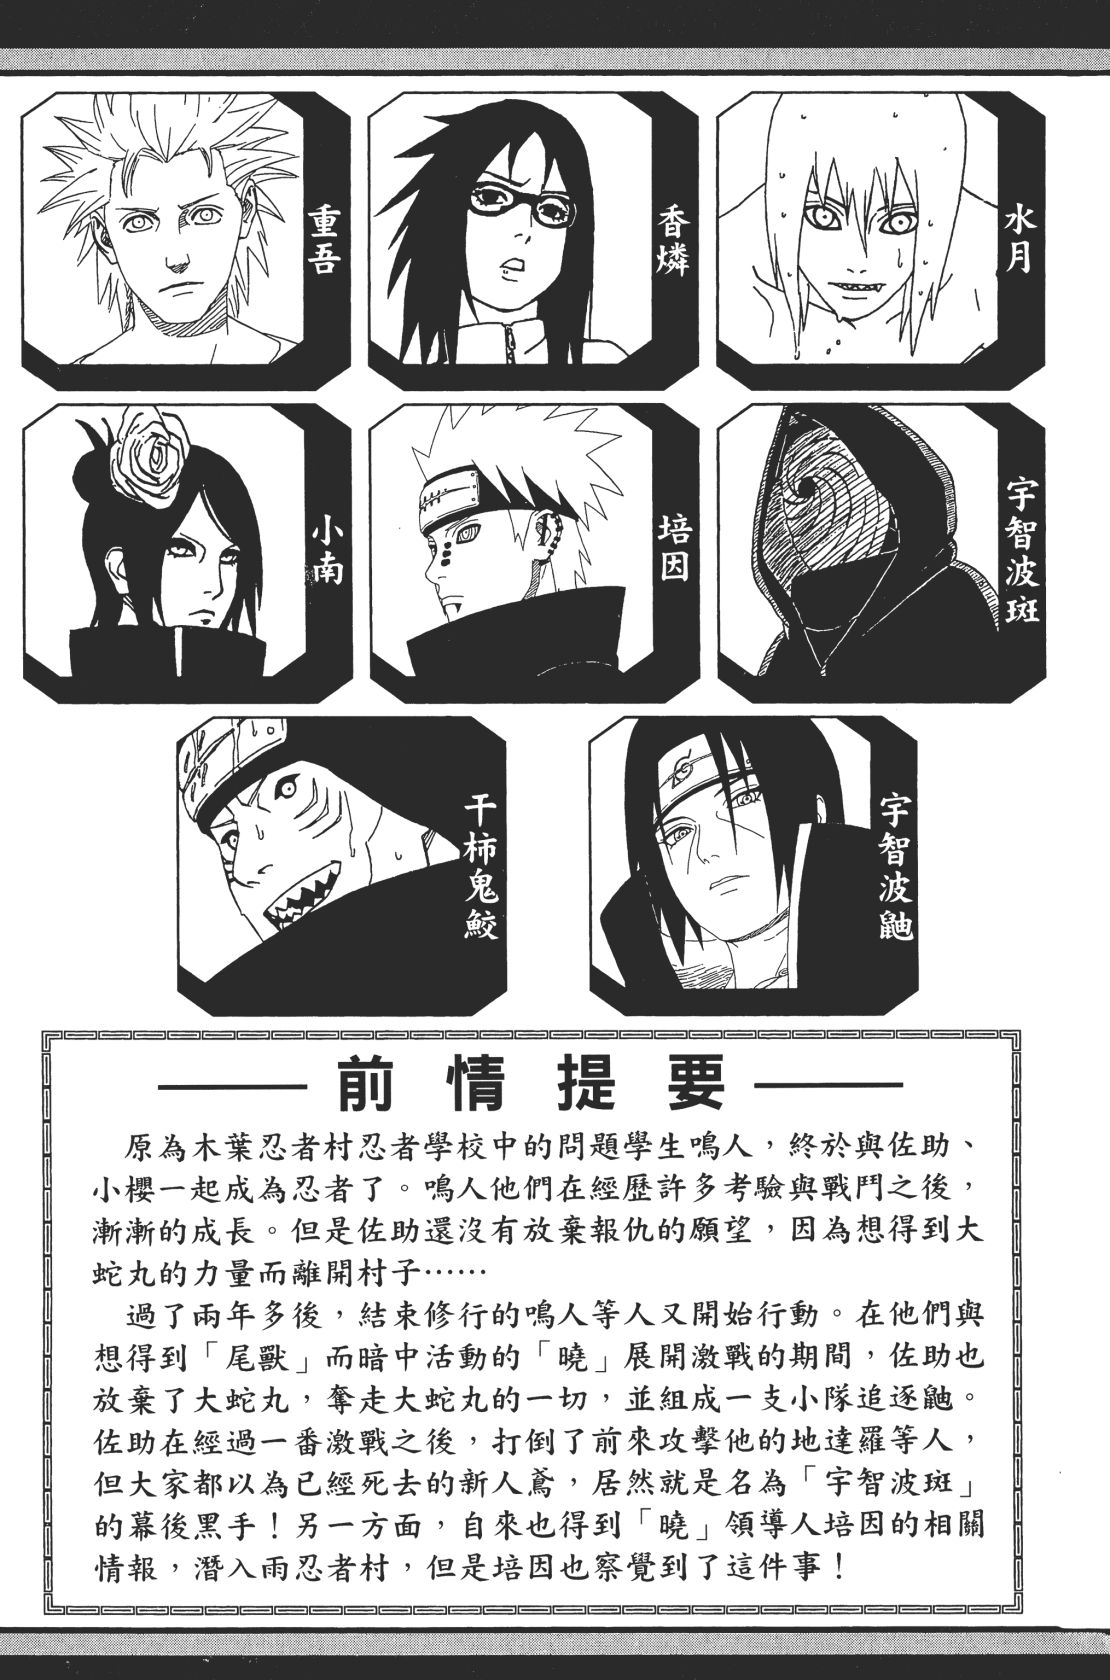 重吾
香燐
水月
小南
培因
宇智波斑
干柿鬼鮫
宇智波鼬
前情提要
原為木葉忍者村忍者學校中的問題學生鳴人，終於與佐助、
小櫻一起成為忍者了。鳴人他們在經歷許多考驗與戰鬥之後，
漸漸的成長。但是佐助還沒有放棄報仇的願望，因為想得到大
蛇丸的力量而離開村子……
過了兩年多後，結束修行的鳴人等人又開始行動。在他們與
想得到「尾獸」而暗中活動的「曉」展開激戰的期間，佐助也
放棄了大蛇丸，奪走大蛇丸的一切，並組成一支小隊追逐鼬。
佐助在經過一番激戰之後，打倒了前來攻擊他的地達羅等人，
但大家都以為已經死去的新人鳶，居然就是名為「宇智波斑」
的幕後黑手！另一方面，自來也得到「曉」領導人培因的相關
情報，潛入雨忍者村，但是培因也察覺到了這件事！